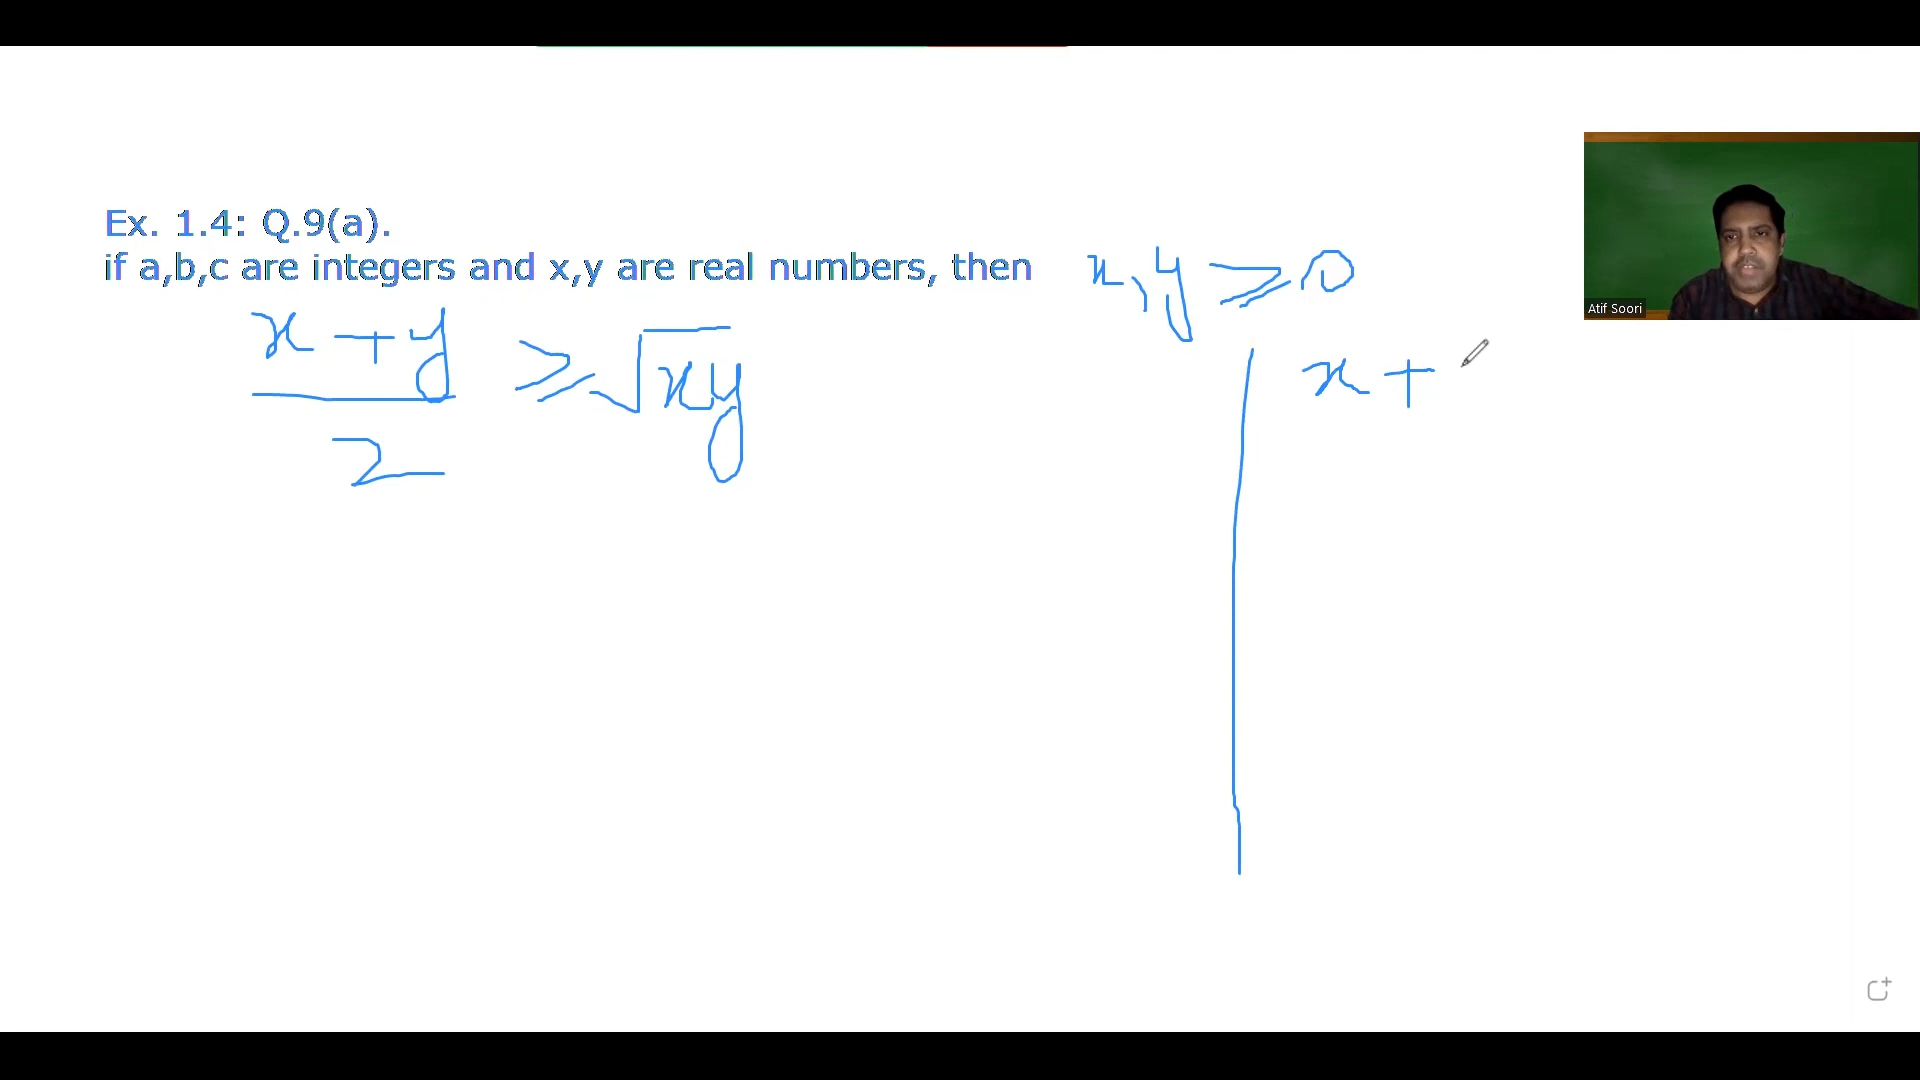 Ex. 1.4: Q.9(a).
if a,b,c are integers and x,y are real numbers, then x,y ⩾ 0
(x + y)/2 ⩾ √xy
x +
Atif Soori